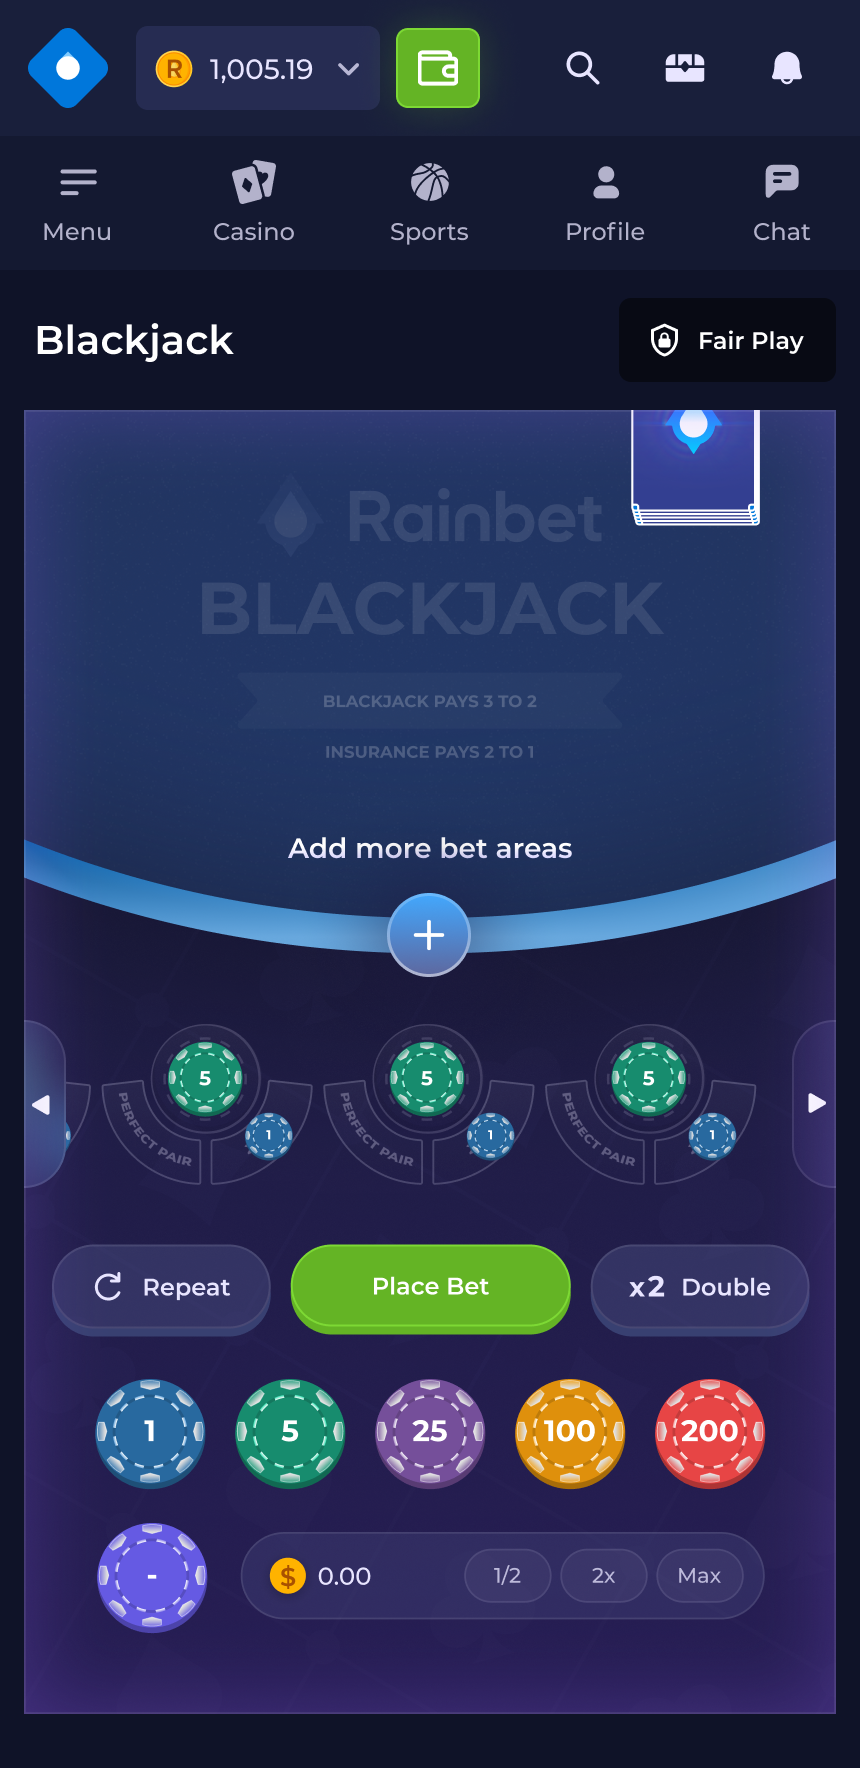 R 1,005.19
Menu Casino Sports Profile Chat
Blackjack
Fair Play
Rainbet
BLACKJACK
BLACKJACK PAYS 3 TO 2
INSURANCE PAYS 2 TO 1
Add more bet areas
+
5 5 5
1 1 1
PERFECT PAIR PERFECT PAIR PERFECT PAIR
Repeat
Place Bet
x2 Double
1 5 25 100 200
-
$ 0.00
1/2 2x Max